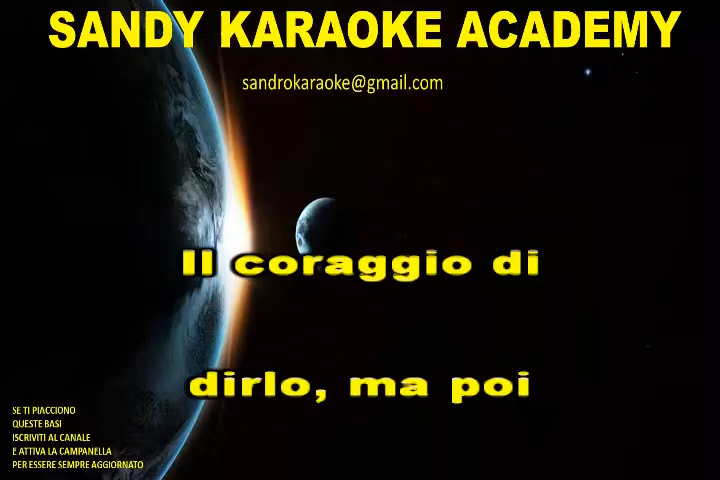 SANDY KARAOKE ACADEMY
sandrokaraoke@gmail.com
Il coraggio di
dirlo, ma poi
SE TI PIACCIONO
QUESTE BASI
ISCRIVITI AL CANALE
E ATTIVA LA CAMPANELLA
PER ESSERE SEMPRE AGGIORNATO